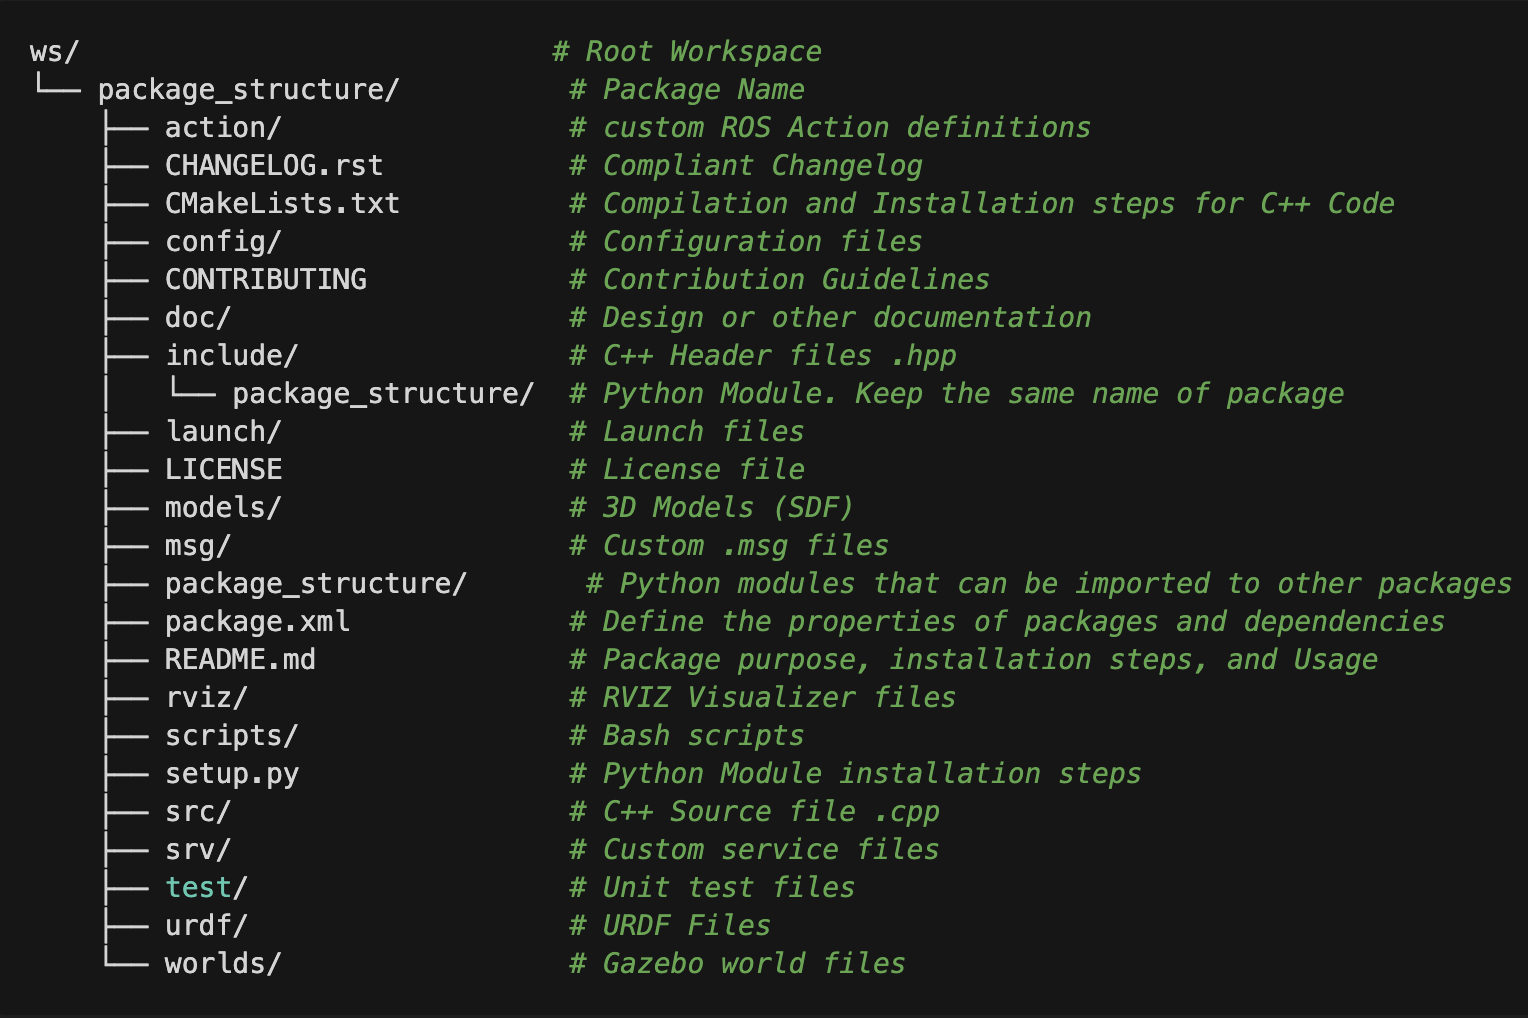 ws/                            # Root Workspace
└── package_structure/          # Package Name
    ├── action/                 # custom ROS Action definitions
    ├── CHANGELOG.rst           # Compliant Changelog
    ├── CMakeLists.txt          # Compilation and Installation steps for C++ Code
    ├── config/                 # Configuration files
    ├── CONTRIBUTING            # Contribution Guidelines
    ├── doc/                    # Design or other documentation
    ├── include/                # C++ Header files .hpp
    │   └── package_structure/  # Python Module. Keep the same name of package
    ├── launch/                 # Launch files
    ├── LICENSE                 # License file
    ├── models/                 # 3D Models (SDF)
    ├── msg/                    # Custom .msg files
    ├── package_structure/       # Python modules that can be imported to other packages
    ├── package.xml             # Define the properties of packages and dependencies
    ├── README.md               # Package purpose, installation steps, and Usage
    ├── rviz/                   # RVIZ Visualizer files
    ├── scripts/                # Bash scripts
    ├── setup.py                # Python Module installation steps
    ├── src/                    # C++ Source file .cpp
    ├── srv/                    # Custom service files
    ├── test/                   # Unit test files
    ├── urdf/                   # URDF Files
    └── worlds/                 # Gazebo world files